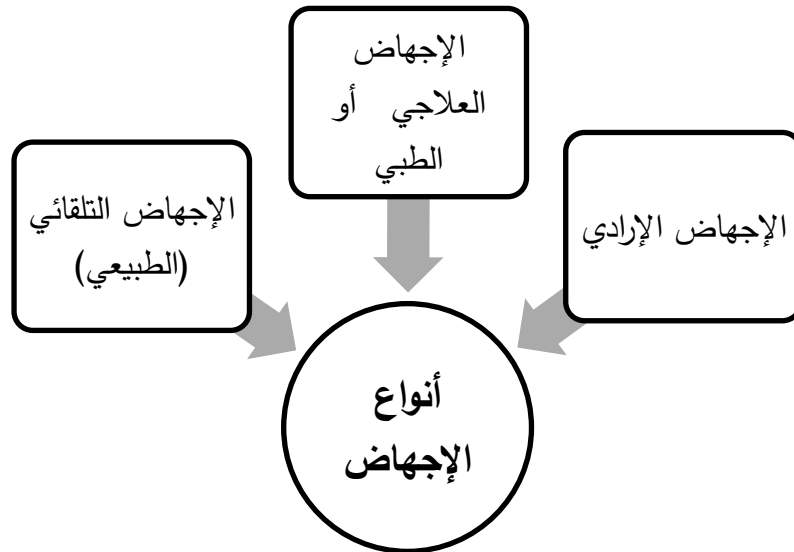 الإجهاض
العلاجي أو
الطبي
الإجهاض الإرادي
الإجهاض التلقائي
(الطبيعي)
أنواع
الإجهاض